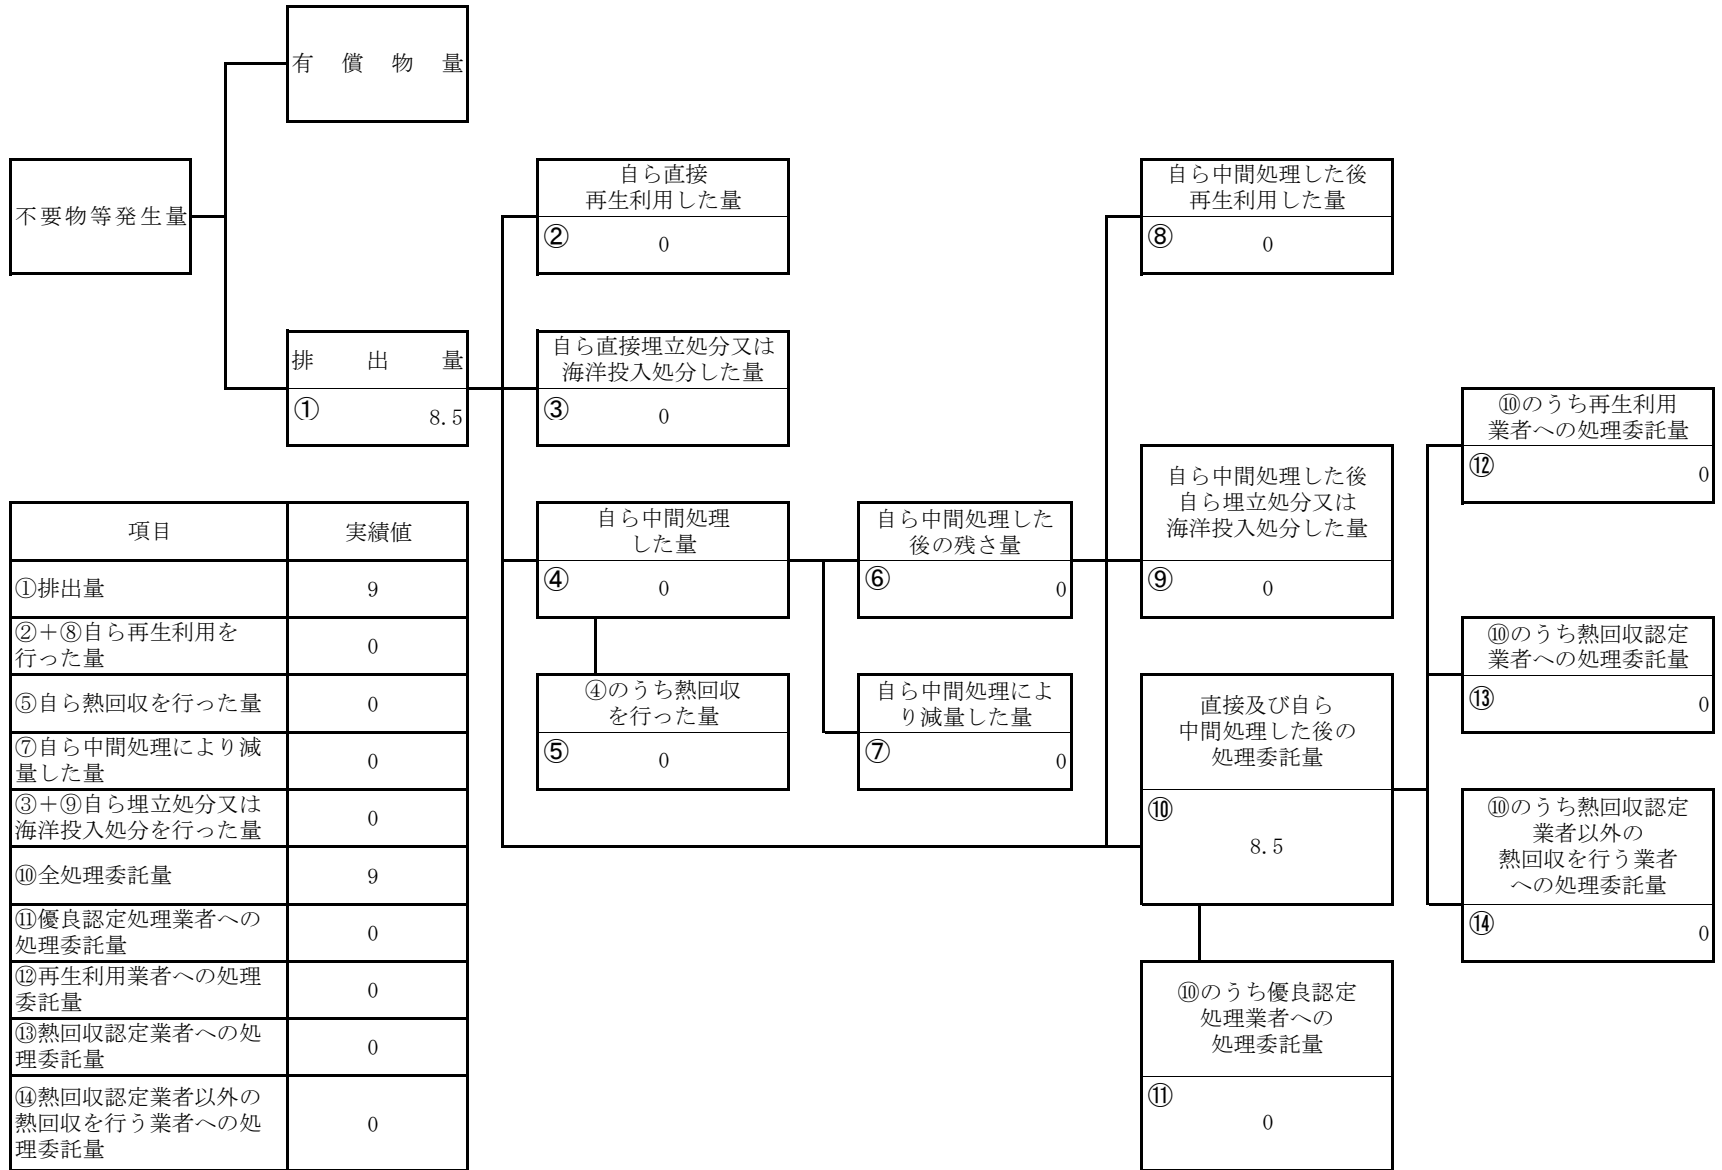 有償物量
不要物等発生量
排出量
①
8.5
自ら直接
再生利用した量
②
0
自ら直接埋立処分又は
海洋投入処分した量
③
0
自ら中間処理
した量
④
0
④のうち熱回収
を行った量
⑤
0
自ら中間処理した
後の残さ量
⑥
0
自ら中間処理によ
り減量した量
⑦
0
自ら中間処理した後
再生利用した量
⑧
0
自ら中間処理した後
自ら埋立処分又は
海洋投入処分した量
⑨
0
直接及び自ら
中間処理した後の
処理委託量
⑩
8.5
⑩のうち優良認定
処理業者への
処理委託量
⑪
0
⑩のうち再生利用
業者への処理委託量
⑫
0
⑩のうち熱回収認定
業者への処理委託量
⑬
0
⑩のうち熱回収認定
業者以外の
熱回収を行う業者
への処理委託量
⑭
0
項目 実績値
①排出量 9
②+⑧自ら再生利用を
行った量 0
⑤自ら熱回収を行った量 0
⑦自ら中間処理により減
量した量 0
③+⑨自ら埋立処分又は
海洋投入処分を行った量 0
⑩全処理委託量 9
⑪優良認定処理業者への
処理委託量 0
⑫再生利用業者への処理
委託量 0
⑬熱回収認定業者への処
理委託量 0
⑭熱回収認定業者以外の
熱回収を行う業者への処 0
理委託量